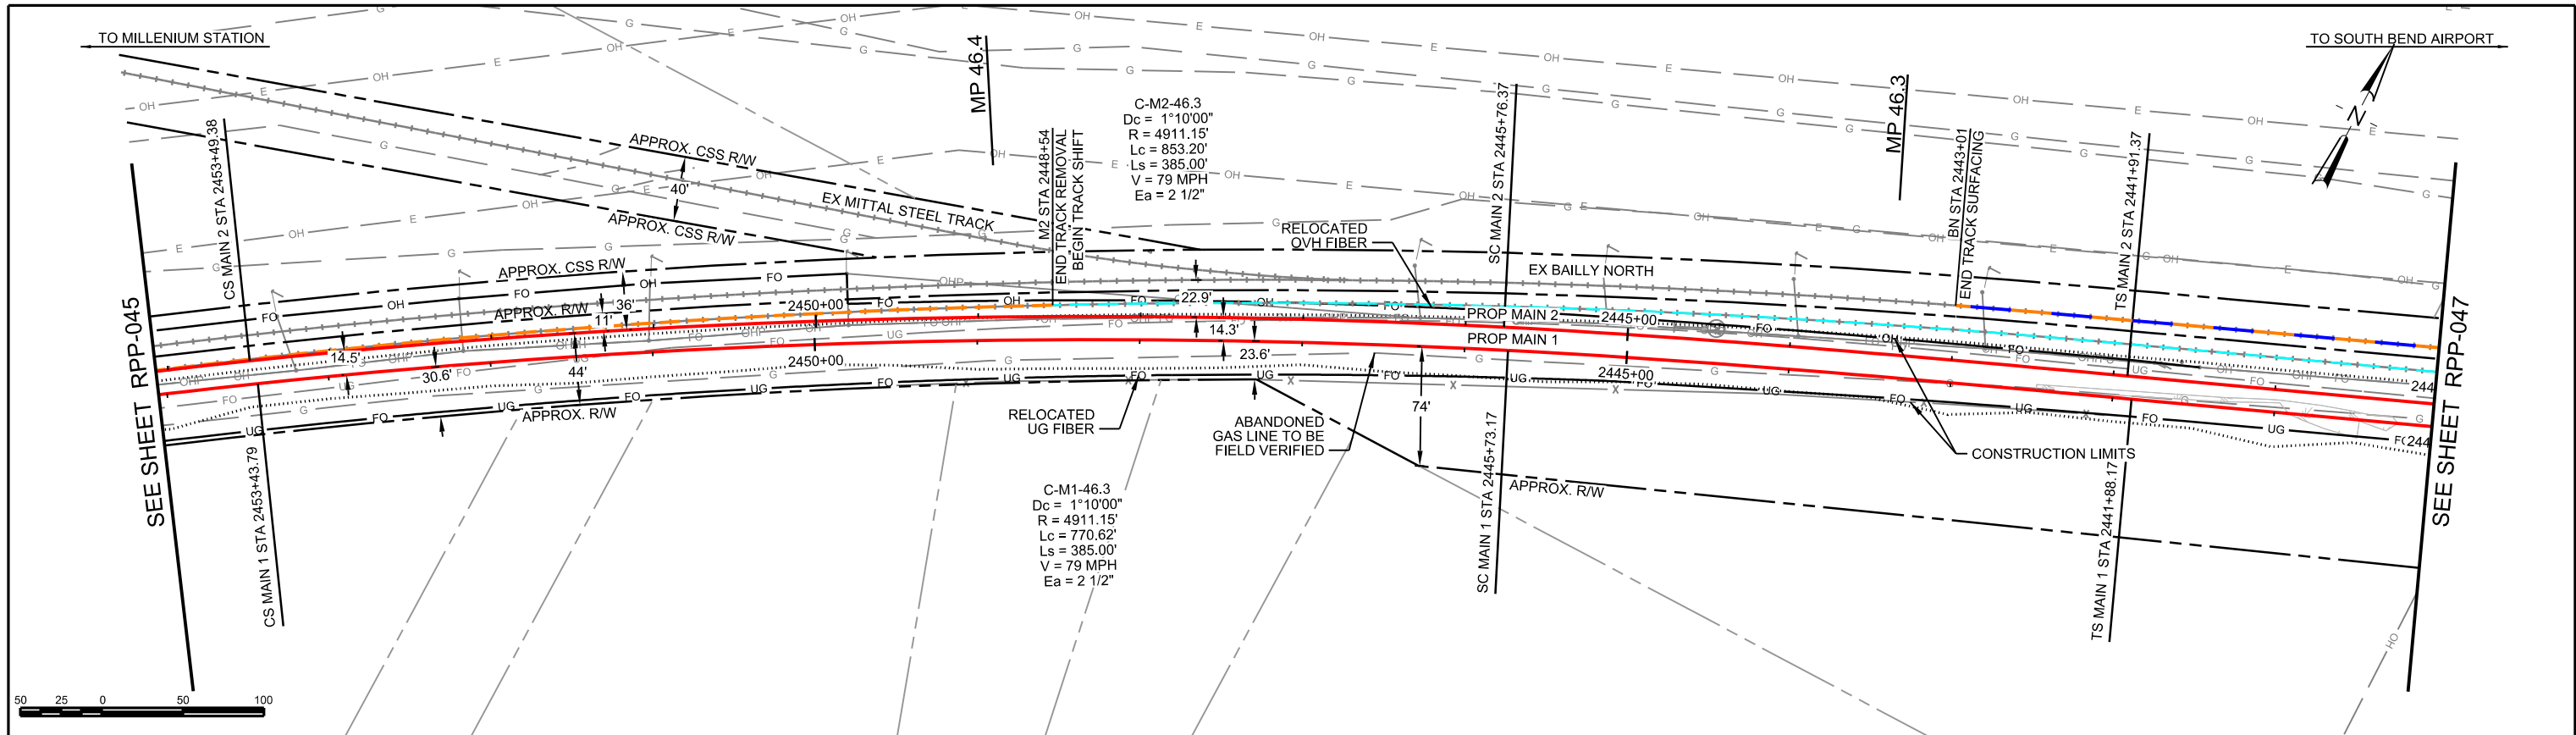 TO MILLENIUM STATION
TO SOUTH BEND AIRPORT
N
MP 46.4
MP 46.3
C-M2-46.3
Dc = 1°10'00"
R = 4911.15'
Lc = 853.20'
Ls = 385.00'
V = 79 MPH
Ea = 2 1/2"
CS MAIN 2 STA 2453+49.38
M2 STA 2448+54
END TRACK REMOVAL
BEGIN TRACK SHIFT
SC MAIN 2 STA 2445+76.37
BN STA 2443+01
END TRACK SURFACING
TS MAIN 2 STA 2441+91.37
APPROX. CSS R/W
40'
APPROX. CSS R/W
EX MITTAL STEEL TRACK
APPROX. CSS R/W
RELOCATED
OVH FIBER
EX BAILLY NORTH
APPROX. R/W
36'
11'
2450+00
22.9'
14.3'
PROP MAIN 2
2445+00
PROP MAIN 1
14.5'
30.6'
44'
2450+00
23.6'
2445+00
74'
244
244
APPROX. R/W
RELOCATED
UG FIBER
ABANDONED
GAS LINE TO BE
FIELD VERIFIED
CONSTRUCTION LIMITS
APPROX. R/W
SEE SHEET RPP-045
SEE SHEET RPP-047
CS MAIN 1 STA 2453+43.79
SC MAIN 1 STA 2445+73.17
TS MAIN 1 STA 2441+88.17
C-M1-46.3
Dc = 1°10'00"
R = 4911.15'
Lc = 770.62'
Ls = 385.00'
V = 79 MPH
Ea = 2 1/2"
50 25 0 50 100